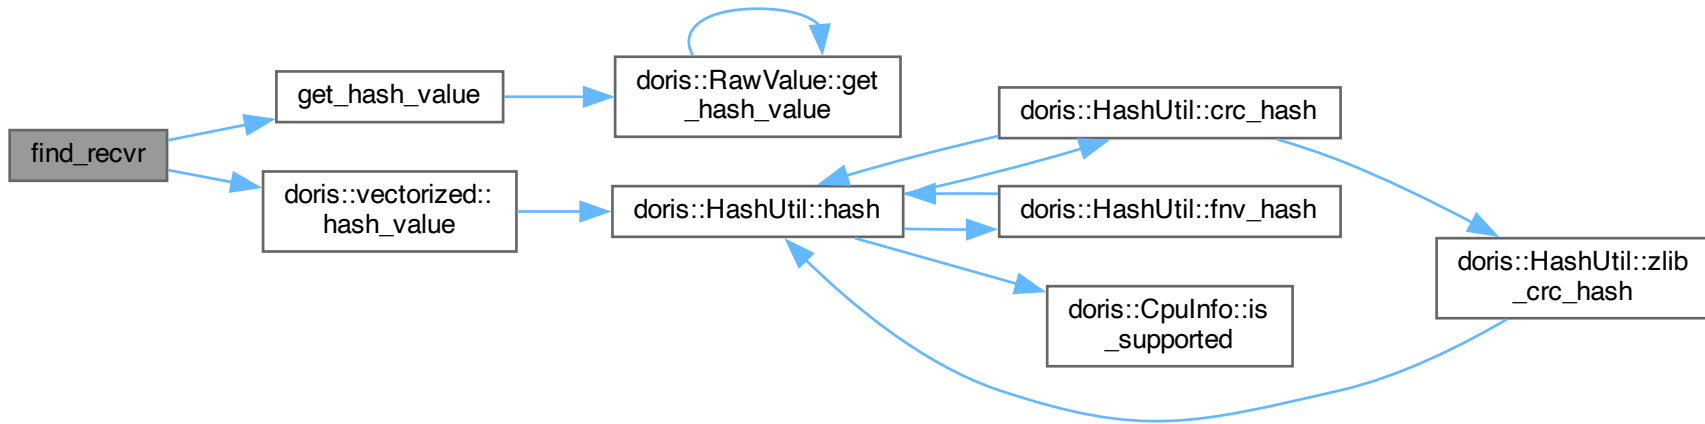 find_recvr
get_hash_value
doris::RawValue::get
_hash_value
doris::vectorized::
hash_value
doris::HashUtil::hash
doris::HashUtil::crc_hash
doris::HashUtil::fnv_hash
doris::CpuInfo::is
_supported
doris::HashUtil::zlib
_crc_hash